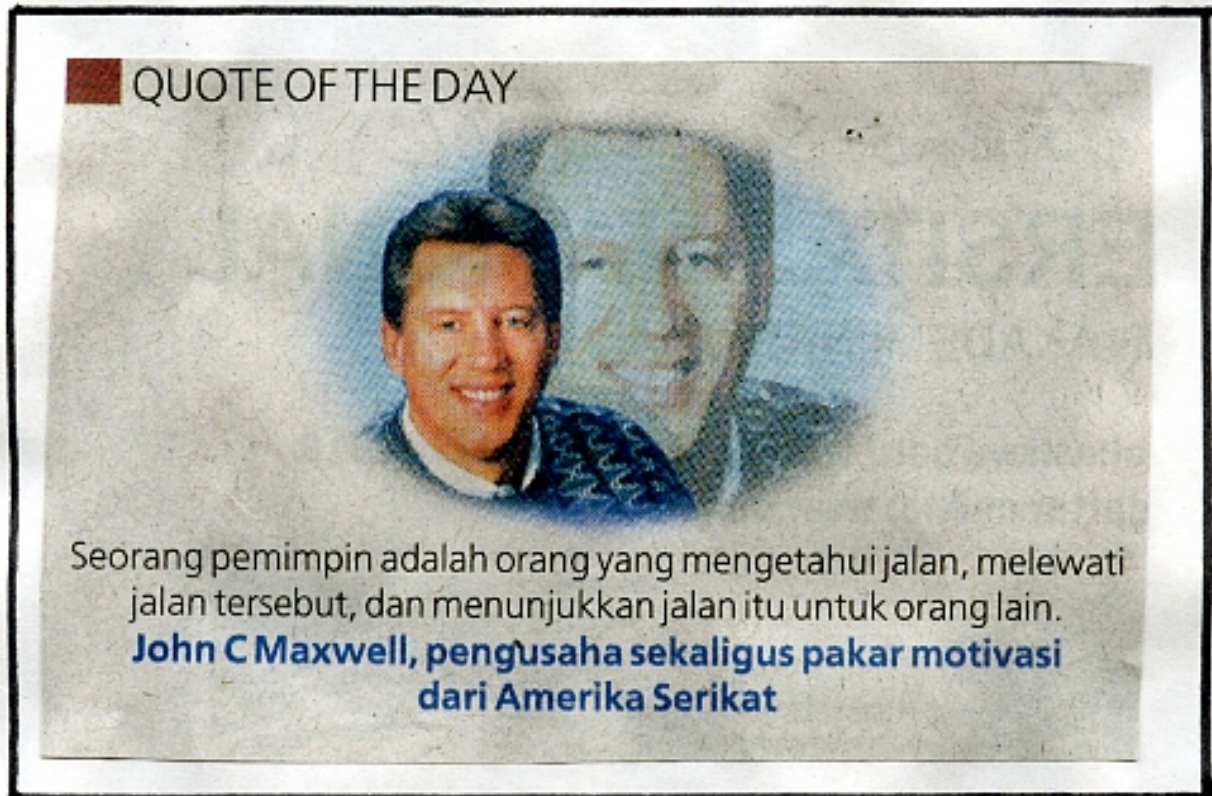 QUOTE OF THE DAY
Seorang pemimpin adalah orang yang mengetahui jalan, melewati
jalan tersebut, dan menunjukkan jalan itu untuk orang lain.
John C Maxwell, pengusaha sekaligus pakar motivasi
dari Amerika Serikat